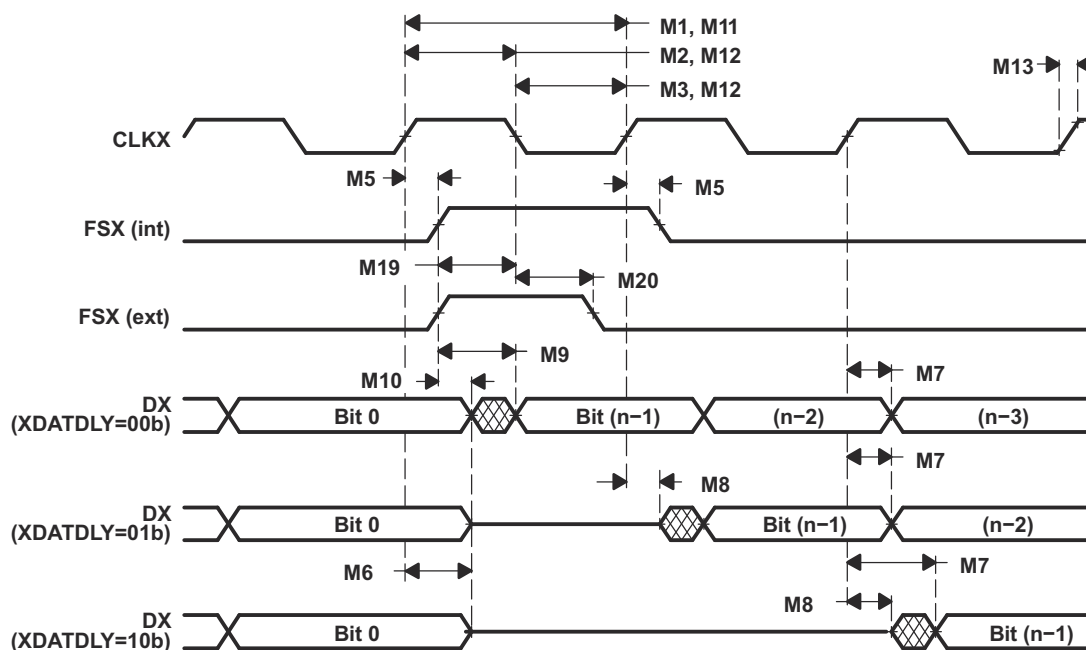 M1, M11
M2, M12
M13
M3, M12
CLKX
M5
M5
FSX (int)
M19
M20
FSX (ext)
M9
M7
M10
DX
(XDATDLY=00b)
Bit 0
Bit (n−1)
(n−2)
(n−3)
M7
M8
DX
(XDATDLY=01b)
Bit 0
Bit (n−1)
(n−2)
M6
M7
M8
DX
(XDATDLY=10b)
Bit 0
Bit (n−1)